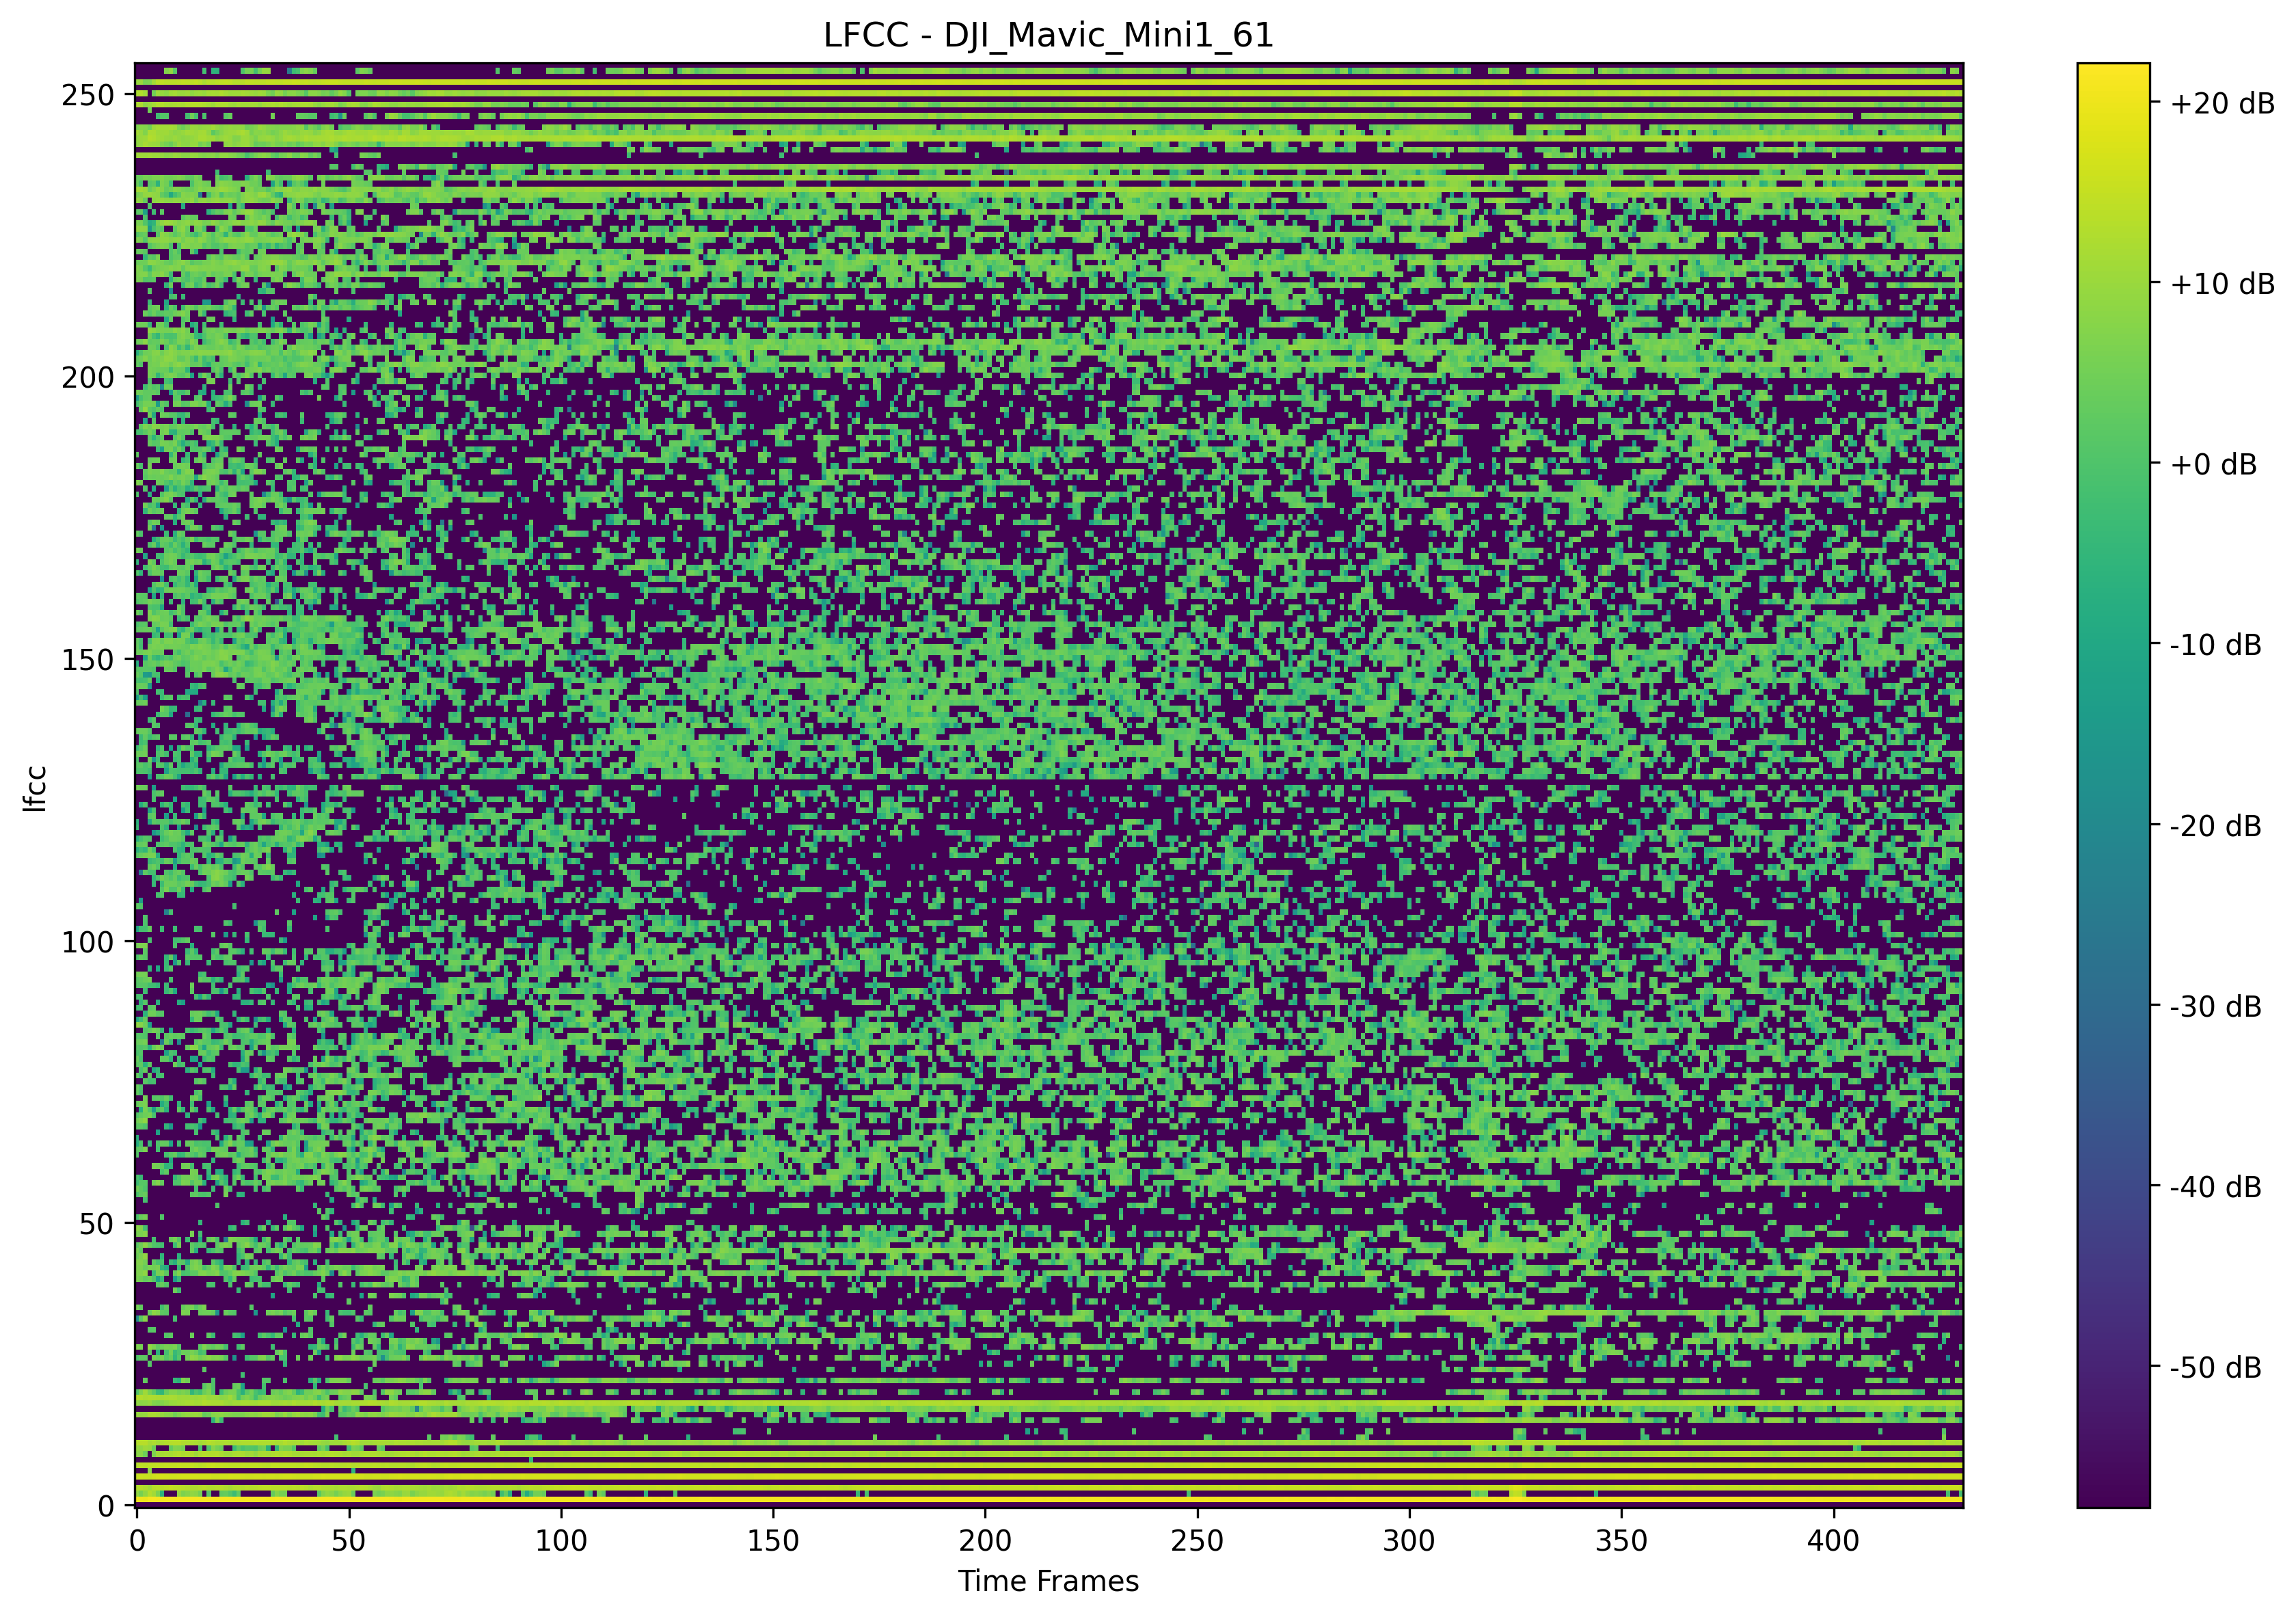 LFCC - DJI_Mavic_Mini1_61
250
200
150
100
50
0
lfcc
0 50 100 150 200 250 300 350 400
Time Frames
+20 dB
+10 dB
+0 dB
-10 dB
-20 dB
-30 dB
-40 dB
-50 dB